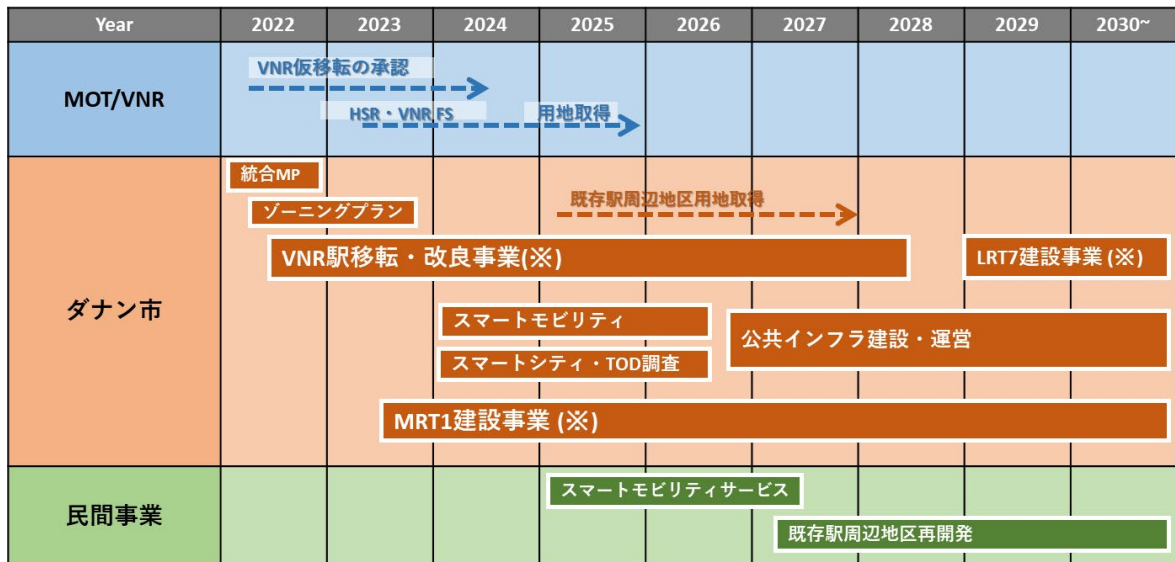 Year 2022 2023 2024 2025 2026 2027 2028 2029 2030~
MOT/VNR
VNR仮移転の承認
HSR・VNR FS
用地取得
ダナン市
統合MP
ゾーニングプラン
既存駅周辺地区用地取得
VNR駅移転・改良事業(※)
LRT7建設事業 (※)
スマートモビリティ
公共インフラ建設・運営
スマートシティ・TOD調査
MRT1建設事業 (※)
民間事業
スマートモビリティサービス
既存駅周辺地区再開発